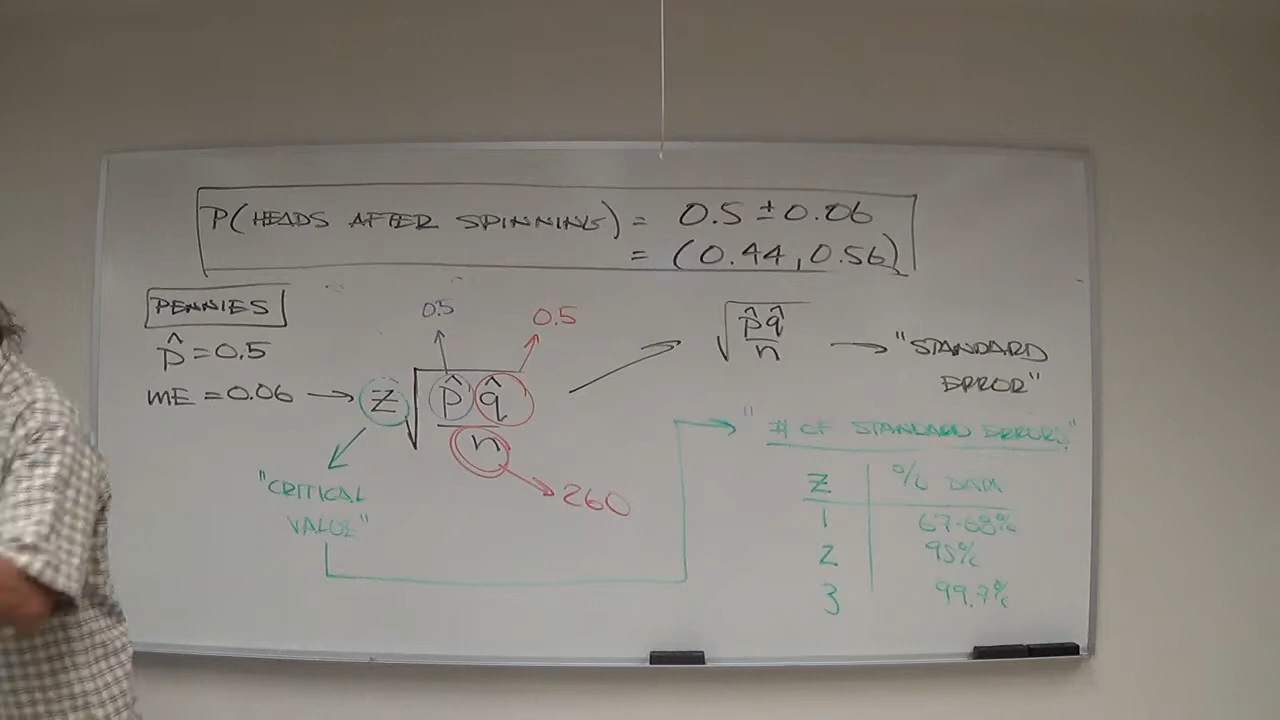 P(HEADS AFTER SPINNING) = 0.5 ± 0.06
= (0.44, 0.56)
PENNIES
p̂ = 0.5
ME = 0.06 → z √(p̂ q̂ / n)
0.5
0.5
260
"CRITICAL
VALUE"
√(p̂ q̂ / n) → "STANDARD
ERROR"
"# OF STANDARD ERRORS"
Z % DATA
1 67-68%
2 95%
3 99.7%